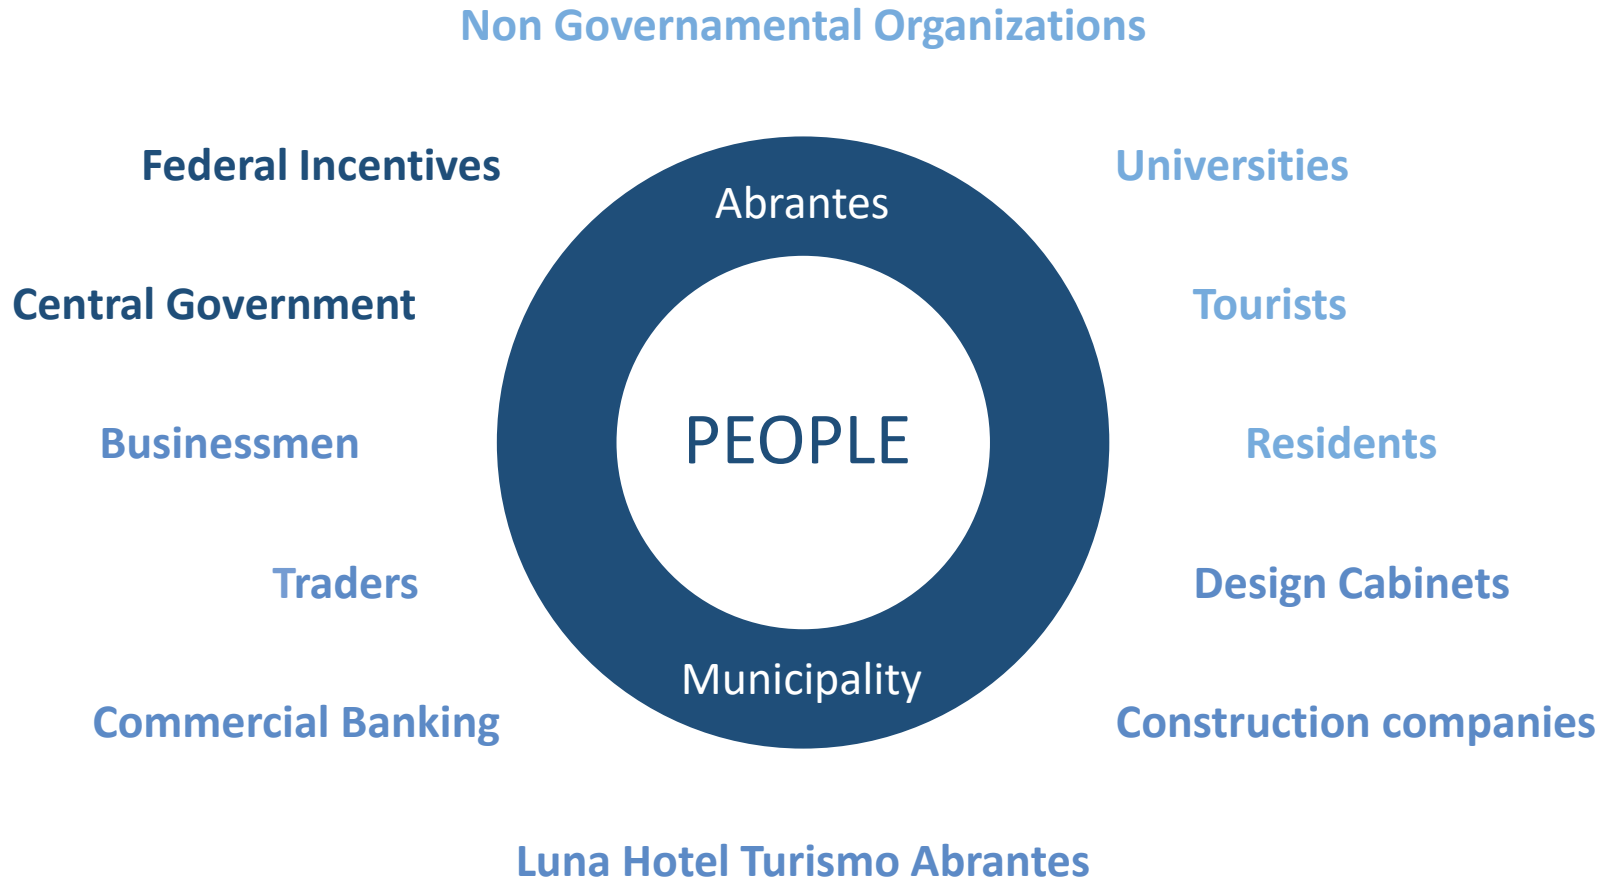 Non Governamental Organizations
Federal Incentives
Universities
Abrantes
Central Government
Tourists
PEOPLE
Businessmen
Residents
Traders
Design Cabinets
Municipality
Commercial Banking
Construction companies
Luna Hotel Turismo Abrantes